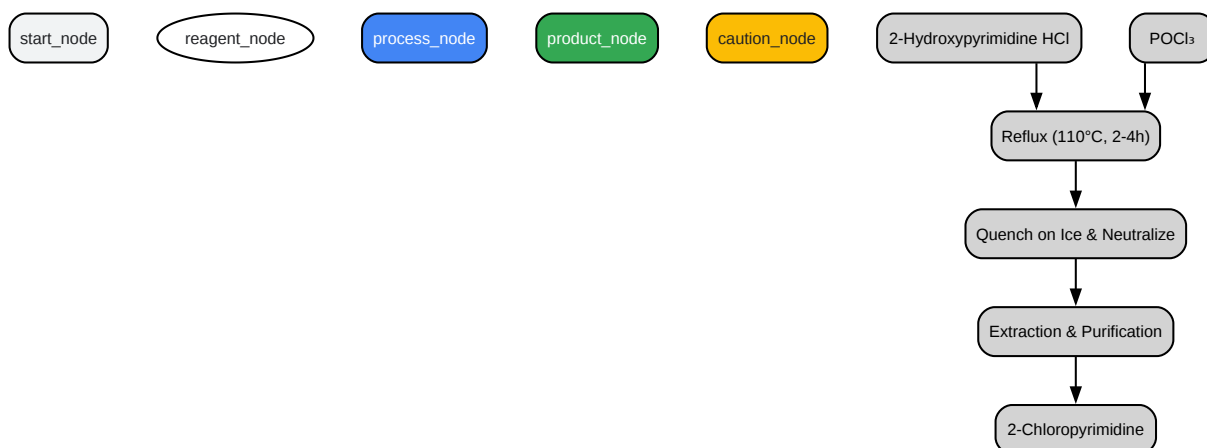 start_node
reagent_node
process_node
product_node
caution_node
2-Hydroxypyrimidine HCl
POCl₃
Reflux (110°C, 2-4h)
Quench on Ice & Neutralize
Extraction & Purification
2-Chloropyrimidine